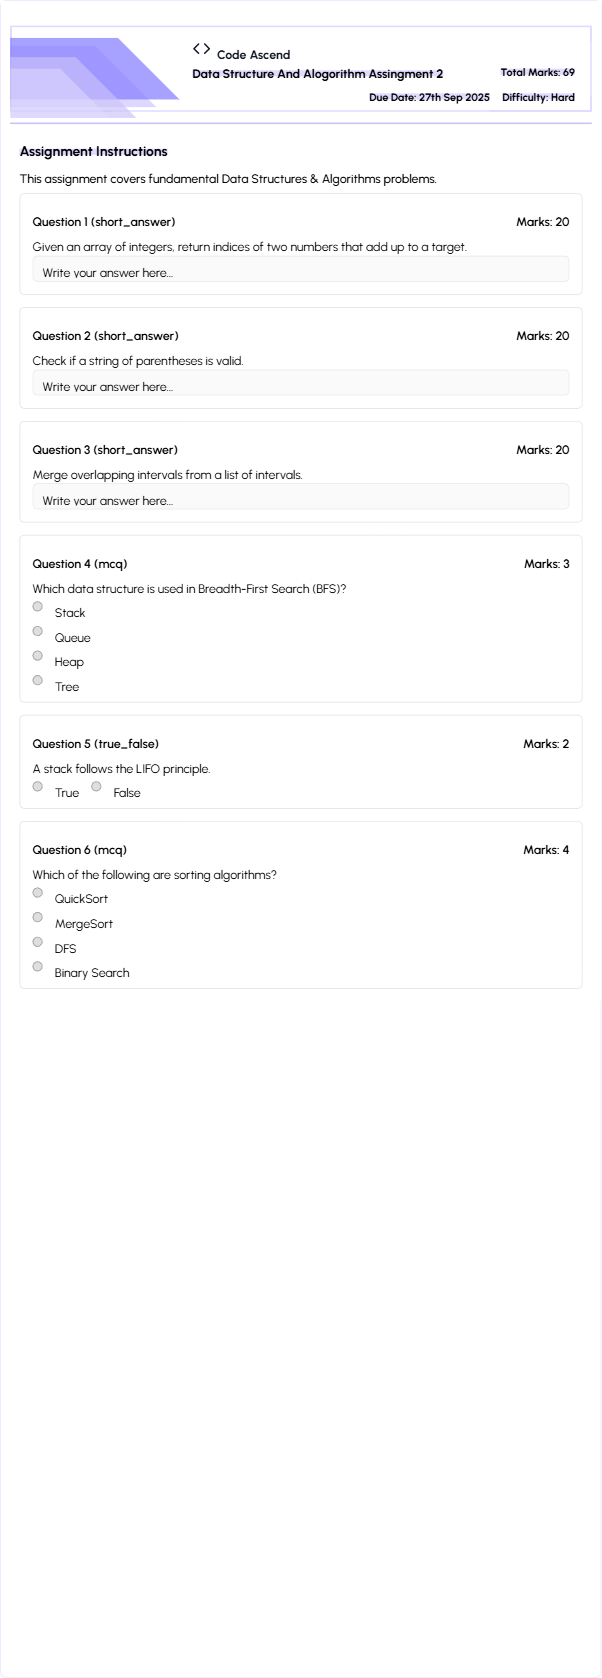 Code Ascend
Data Structure And Alogorithm Assingment 2
Total Marks: 69
Due Date: 27th Sep 2025 Difficulty: Hard
Assignment Instructions
This assignment covers fundamental Data Structures & Algorithms problems.
Question 1 (short_answer) Marks: 20
Given an array of integers, return indices of two numbers that add up to a target.
Write your answer here...
Question 2 (short_answer) Marks: 20
Check if a string of parentheses is valid.
Write your answer here...
Question 3 (short_answer) Marks: 20
Merge overlapping intervals from a list of intervals.
Write your answer here...
Question 4 (mcq) Marks: 3
Which data structure is used in Breadth-First Search (BFS)?
Stack
Queue
Heap
Tree
Question 5 (true_false) Marks: 2
A stack follows the LIFO principle.
True False
Question 6 (mcq) Marks: 4
Which of the following are sorting algorithms?
QuickSort
MergeSort
DFS
Binary Search